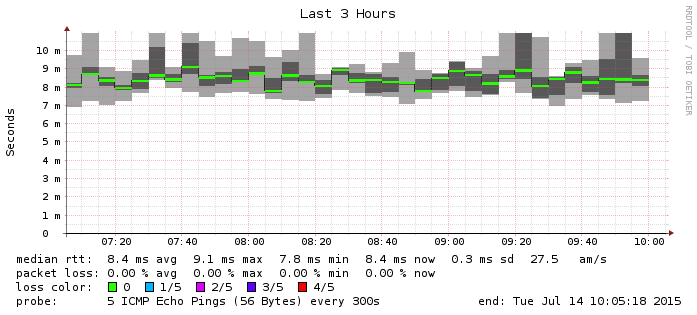 Last 3 Hours
RRDTOOL / TOBI OETIKER
Seconds
10 m
9 m
8 m
7 m
6 m
5 m
4 m
3 m
2 m
1 m
0
07:20 07:40 08:00 08:20 08:40 09:00 09:20 09:40 10:00
median rtt: 8.4 ms avg 9.1 ms max 7.8 ms min 8.4 ms now 0.3 ms sd 27.5 am/s
packet loss: 0.00 % avg 0.00 % max 0.00 % min 0.00 % now
loss color: 0 1/5 2/5 3/5 4/5
probe: 5 ICMP Echo Pings (56 Bytes) every 300s end: Tue Jul 14 10:05:18 2015